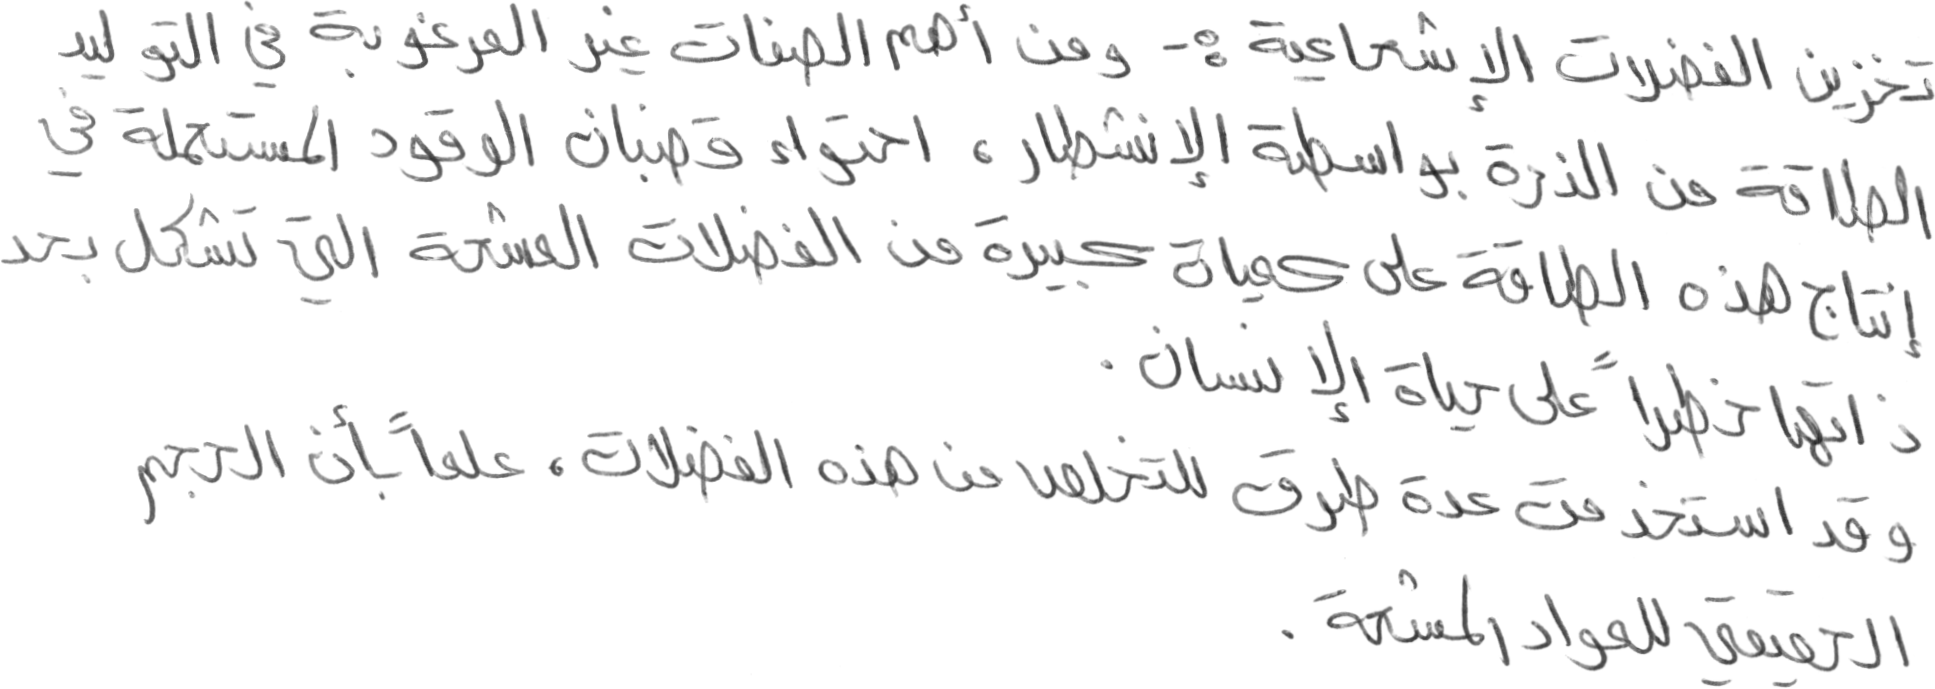 تخزين الفضلات الإشعاعية :- ومن أهم الصفات غير المرغوبة في التوليد
الطاقة من الذرة بواسطة الإنشطار، احتواء قضبان الوقود المستعملة في
إنتاج هذه الطاقة على كميات كبيرة من الفضلات المشعة التي تشكل بحد
ذاتها خطراً على حياة الإنسان .
وقد استخدمت عدة طرق للتخلص من هذه الفضلات، علماً بأن الحجم
الحقيقي للمواد المشعة .